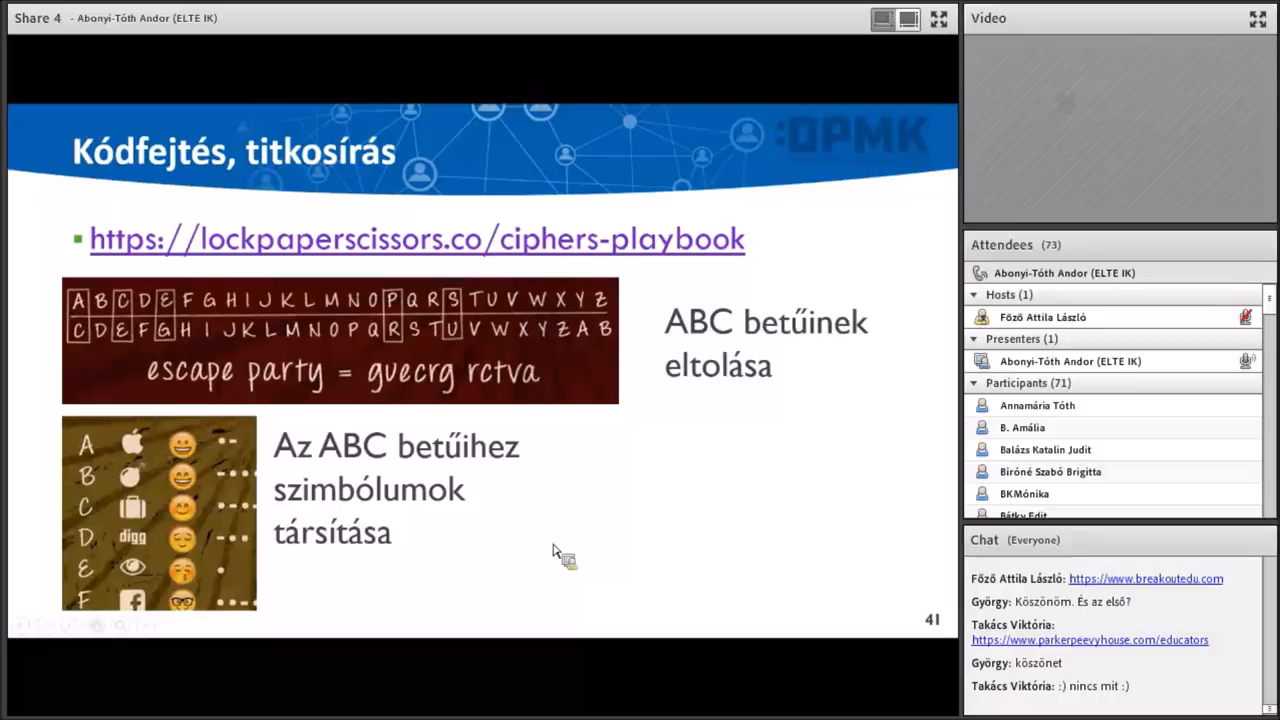 Share 4 - Abonyi-Tóth Andor (ELTE IK)
:OPMK
Kódfejtés, titkosírás
https://lockpaperscissors.co/ciphers-playbook
A B C D E F G H I J K L M N O P Q R S T U V W X Y Z
C D E F G H I J K L M N O P Q R S T U V W X Y Z A B
escape party = guecrg rctva
ABC betűinek
eltolása
A
B
C
D digg
E
F
Az ABC betűihez
szimbólumok
társítása
41
Video
Attendees (73)
Abonyi-Tóth Andor (ELTE IK)
Hosts (1)
Főző Attila László
Presenters (1)
Abonyi-Tóth Andor (ELTE IK)
Participants (71)
Annamária Tóth
B. Amália
Balázs Katalin Judit
Bíróné Szabó Brigitta
BKMónika
Bátky Edit
Chat (Everyone)
Főző Attila László: https://www.breakoutedu.com
György: Köszönöm. És az első?
Takács Viktória:
https://www.parkerpeevyhouse.com/educators
György: köszönet
Takács Viktória: :) nincs mit :)